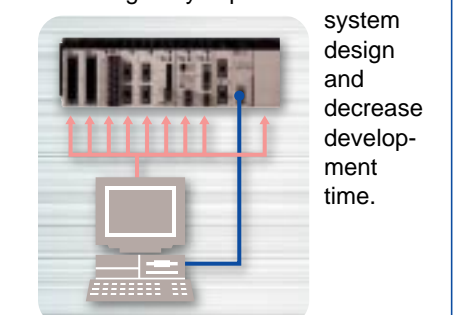 system
design
and
decrease
develop-
ment
time.